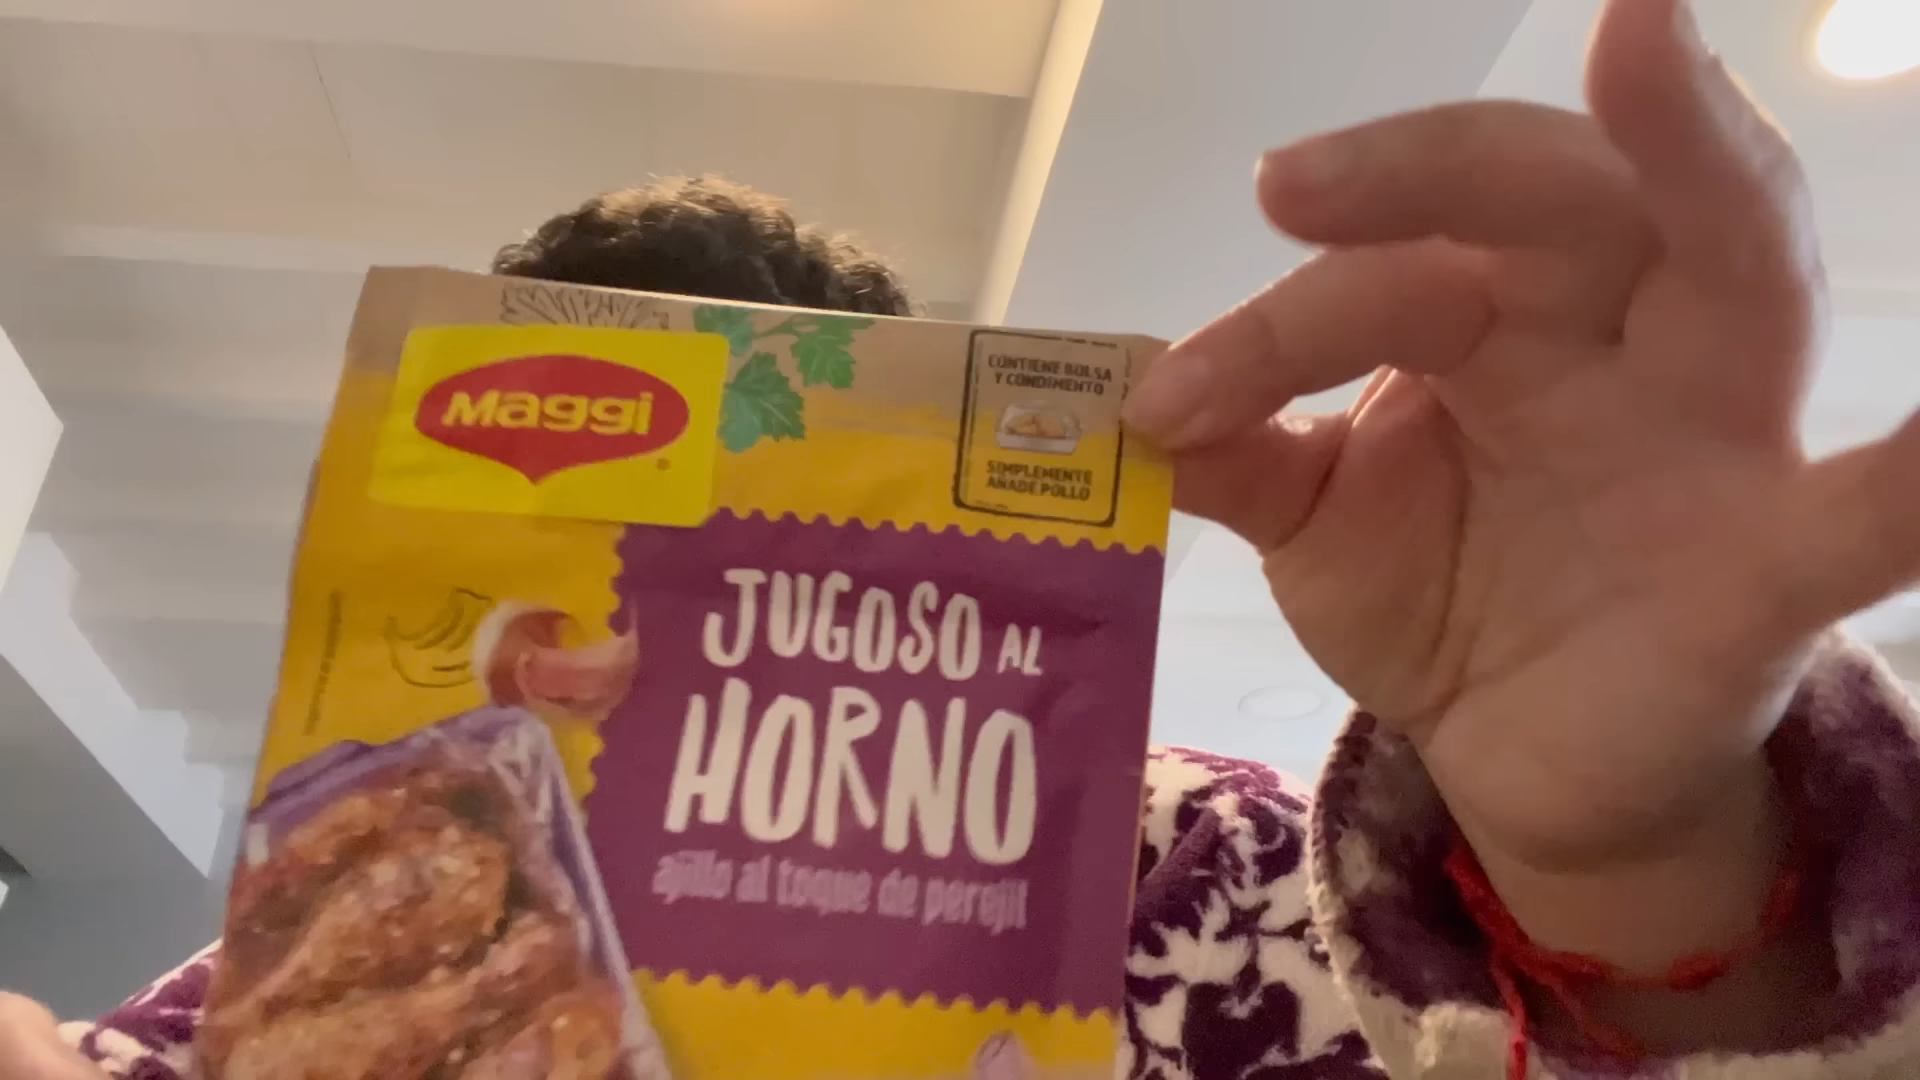 Maggi
CONTIENE BOLSA
Y CONDIMENTO
SIMPLEMENTE
AÑADE POLLO
JUGOSO AL
HORNO
ajillo al toque de perejil